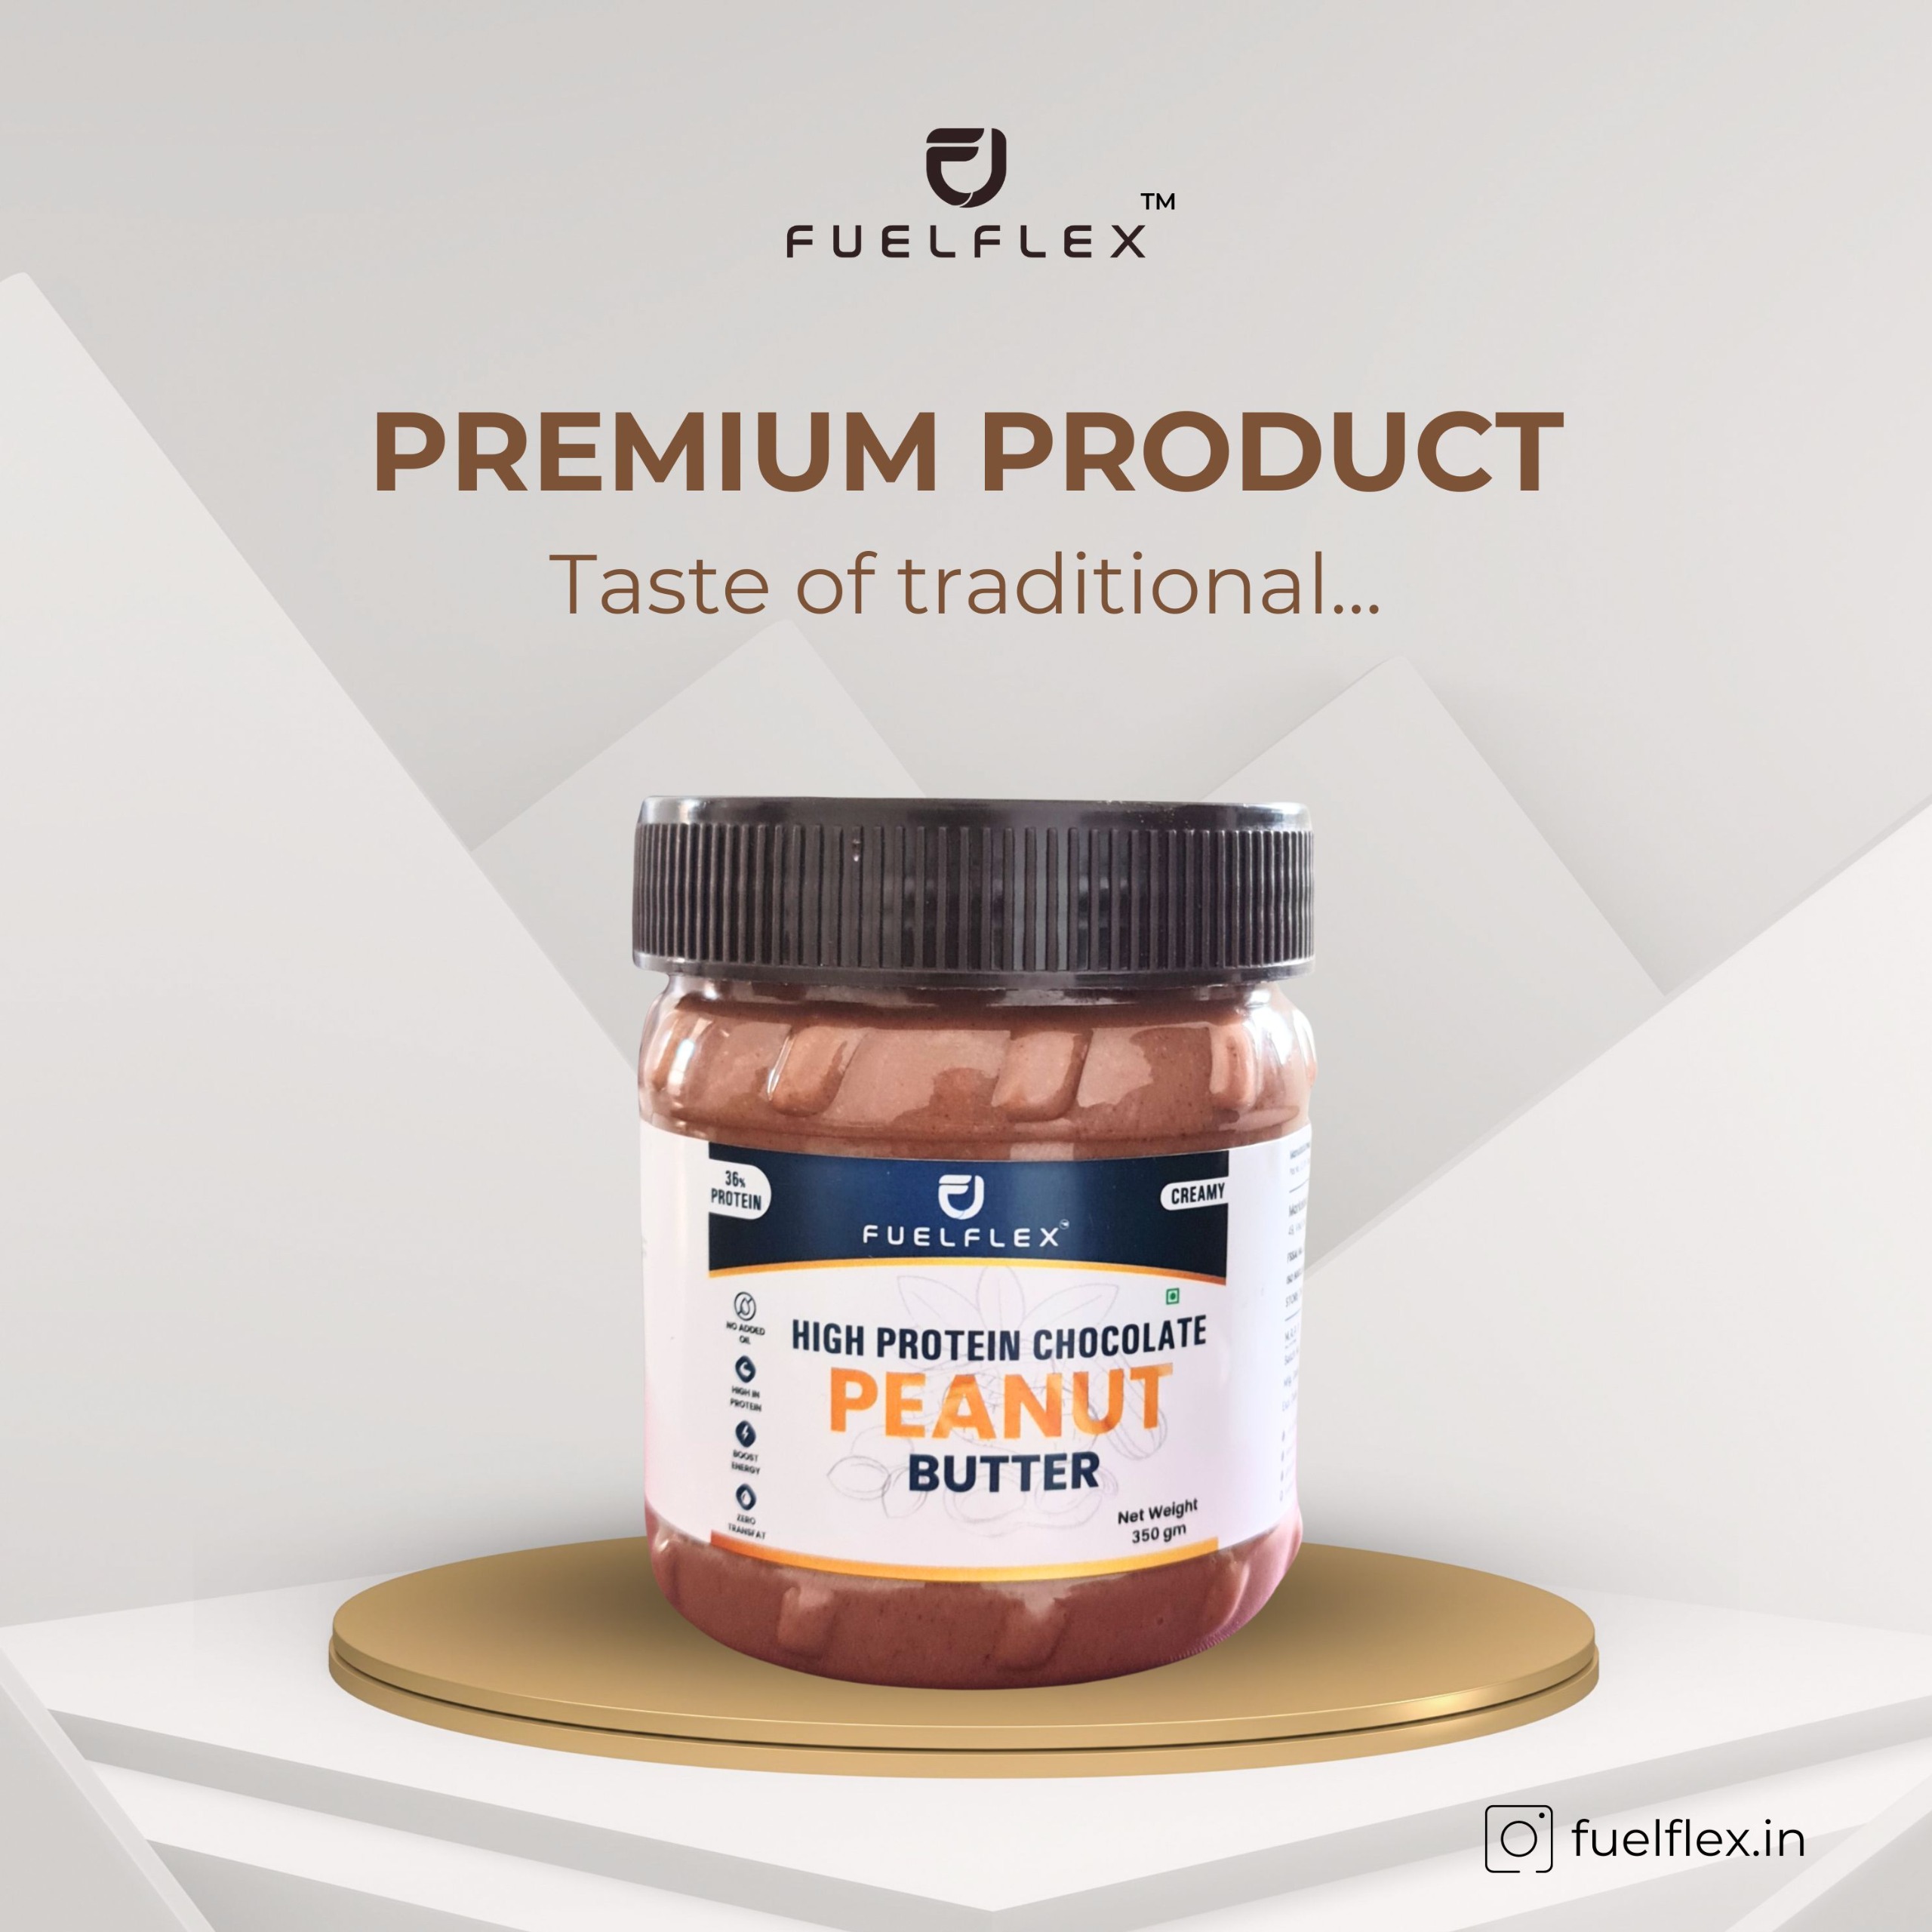 FUELFLEX™
PREMIUM PRODUCT
Taste of traditional...
36%
PROTEIN
FUELFLEX
CREAMY
NO ADDED
OIL
HIGH IN
PROTEIN
BOOST
ENERGY
ZERO
TRANSFAT
HIGH PROTEIN CHOCOLATE
PEANUT
BUTTER
Net Weight
350 gm
fuelflex.in